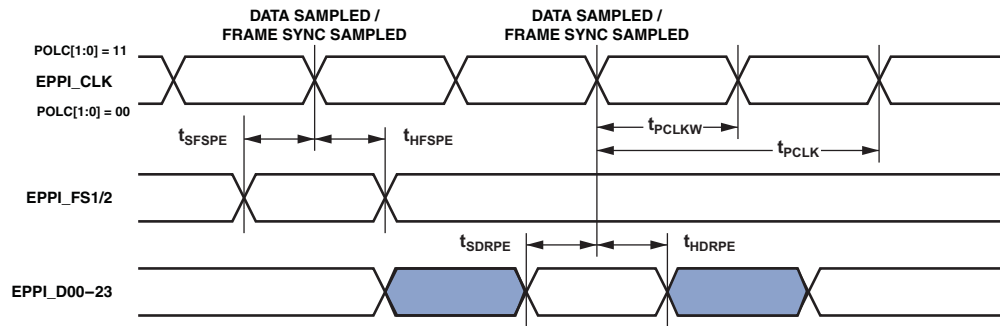 DATA SAMPLED /
FRAME SYNC SAMPLED
DATA SAMPLED /
FRAME SYNC SAMPLED
POLC[1:0] = 11
EPPI_CLK
POLC[1:0] = 00
tSFSPE
tHFSPE
tPCLKW
tPCLK
EPPI_FS1/2
tSDRPE
tHDRPE
EPPI_D00–23